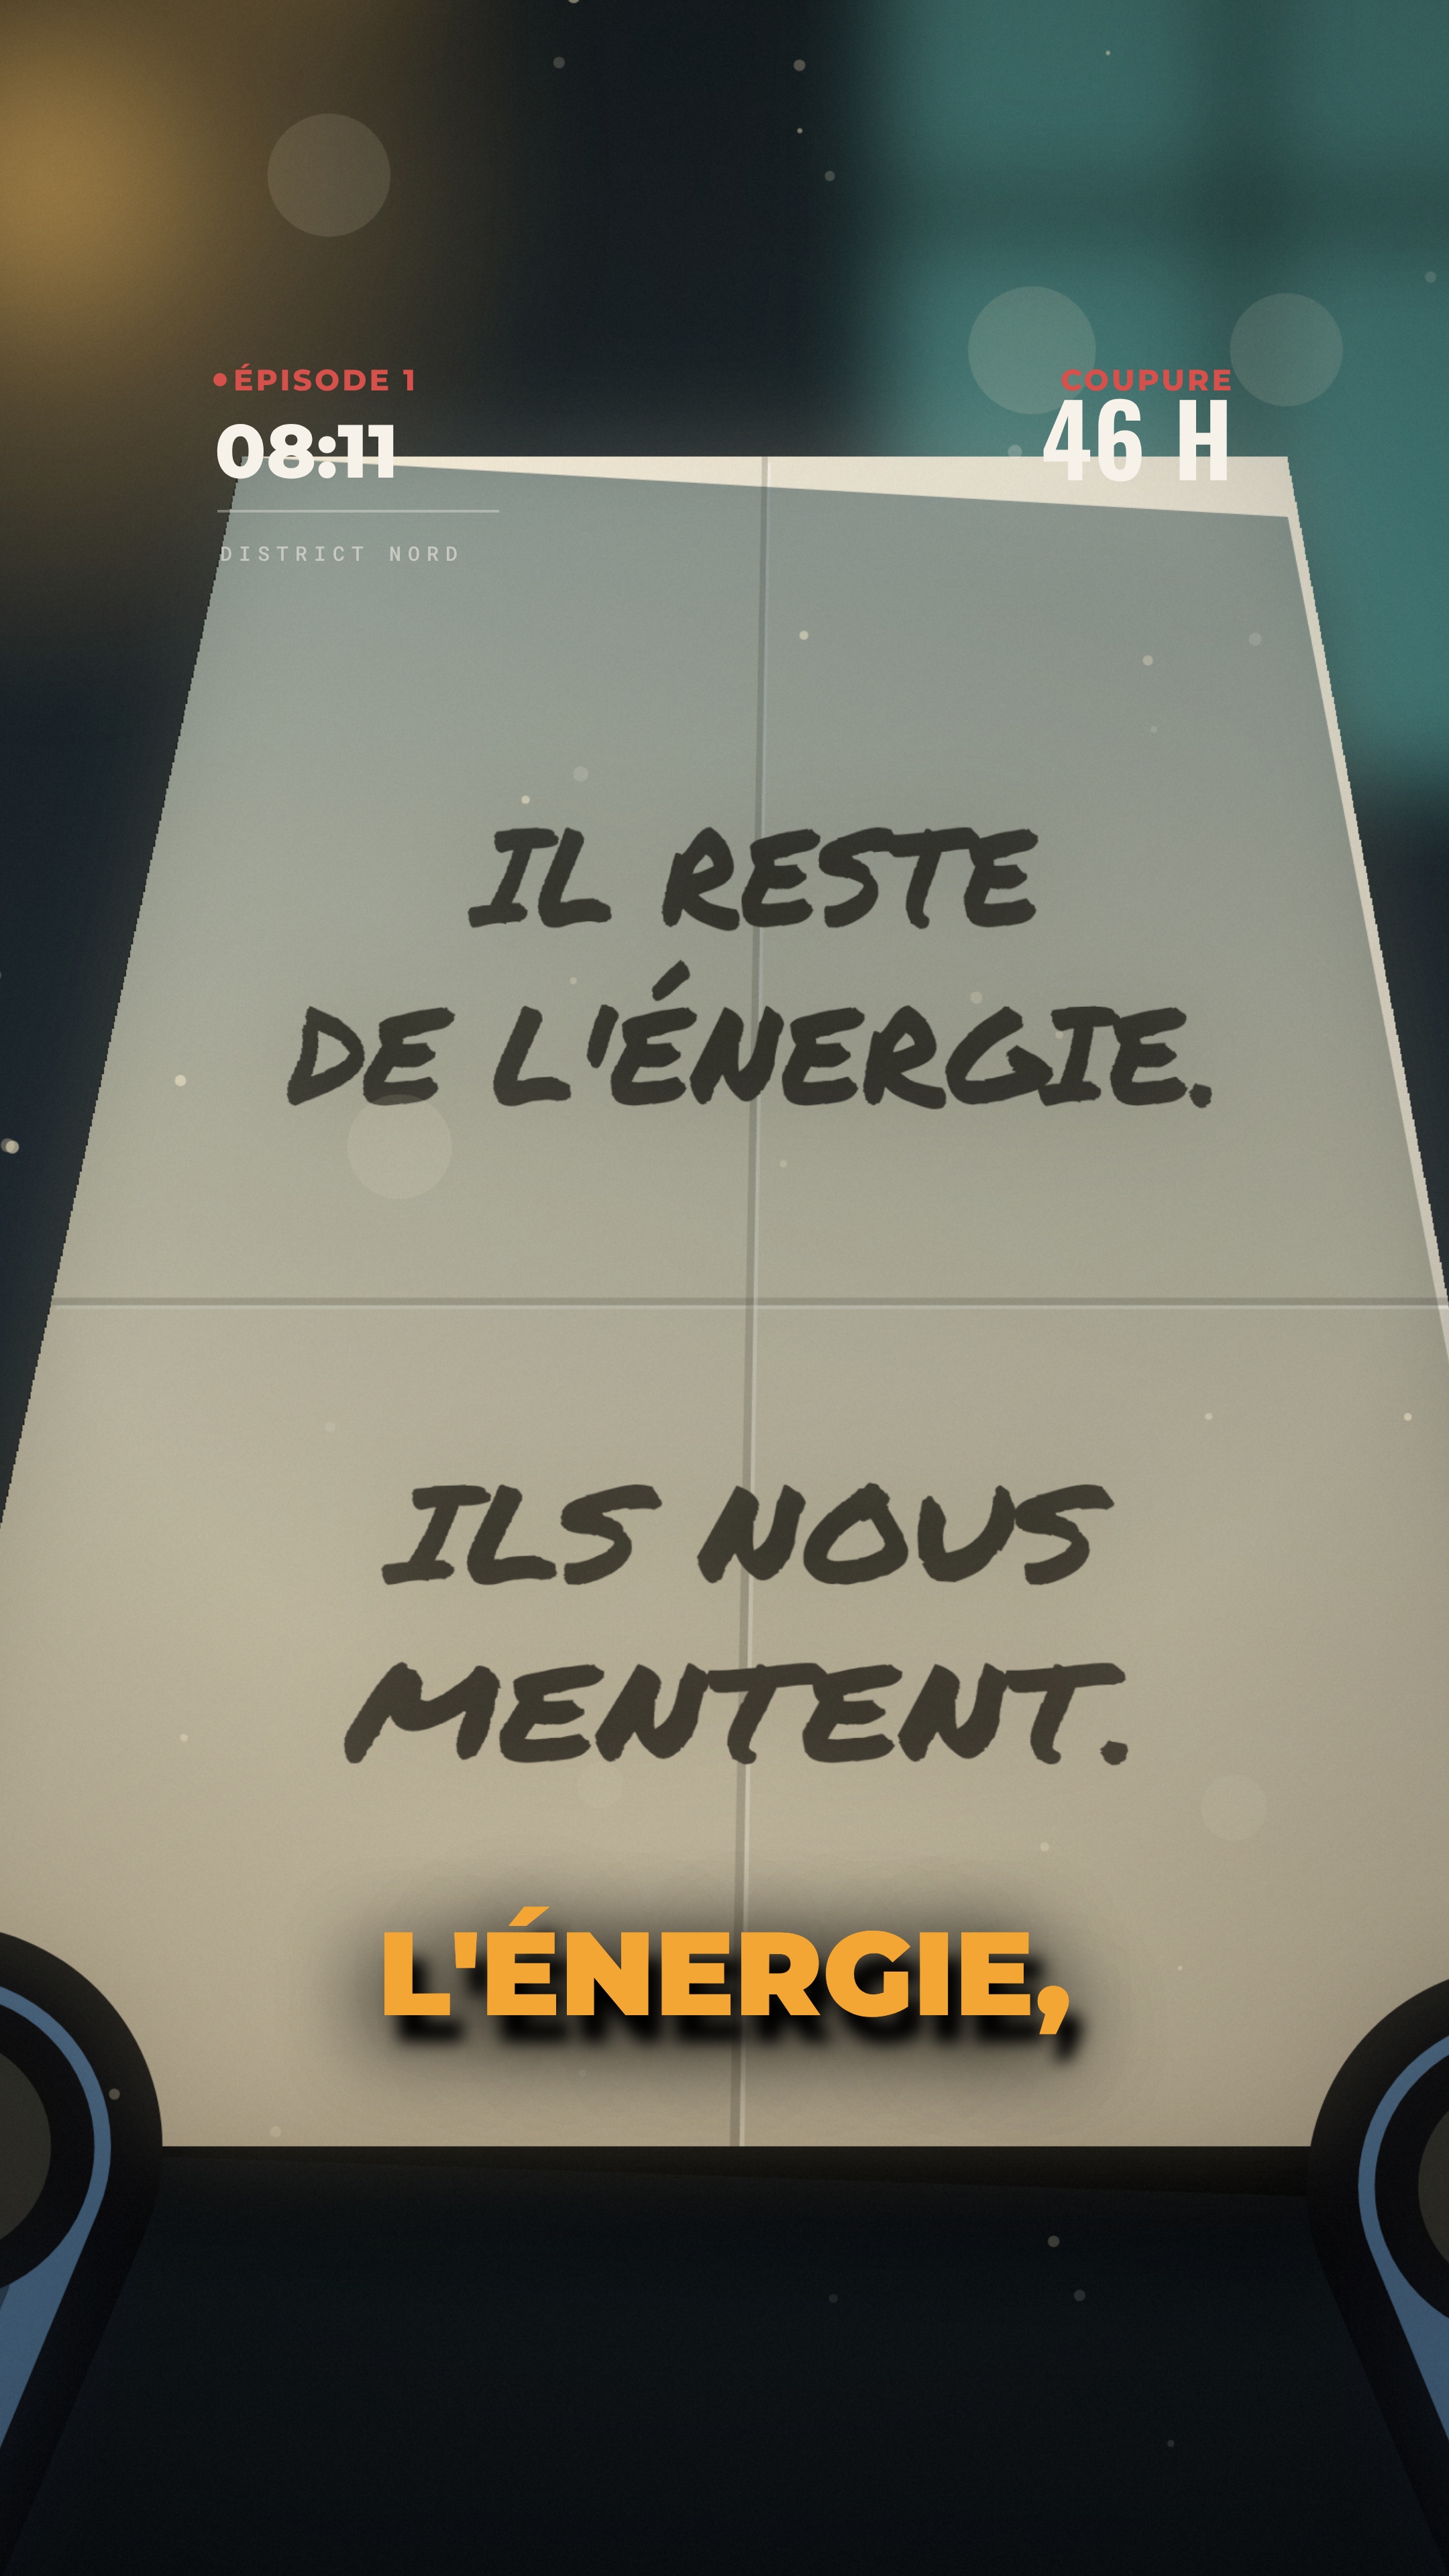 ÉPISODE 1
08:11
DISTRICT NORD
COUPURE
46 H
IL RESTE
DE L'ÉNERGIE.
ILS NOUS
MENTENT.
L'ÉNERGIE,